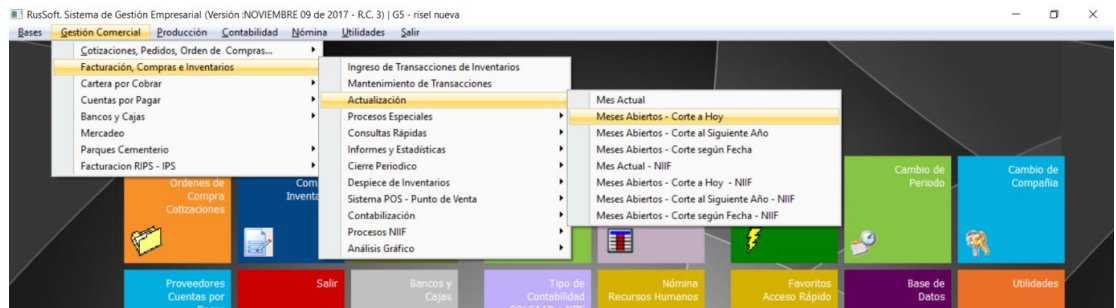 RusSoft. Sistema de Gestión Empresarial (Versión :NOVIEMBRE 09 de 2017 - R.C. 3) | G5 - risel nueva
Bases Gestión Comercial Producción Contabilidad Nómina Utilidades Salir
Cotizaciones, Pedidos, Orden de Compras...
Facturación, Compras e Inventarios
Cartera por Cobrar
Cuentas por Pagar
Bancos y Cajas
Mercadeo
Parques Cementerio
Facturacion RIPS - IPS
Ingreso de Transacciones de Inventarios
Mantenimiento de Transacciones
Actualización
Procesos Especiales
Consultas Rápidas
Informes y Estadísticas
Cierre Periodico
Despiece de Inventarios
Sistema POS - Punto de Venta
Contabilización
Procesos NIIF
Análisis Gráfico
Mes Actual
Meses Abiertos - Corte a Hoy
Meses Abiertos - Corte al Siguiente Año
Meses Abiertos - Corte según Fecha
Mes Actual - NIIF
Meses Abiertos - Corte a Hoy - NIIF
Meses Abiertos - Corte al Siguiente Año - NIIF
Meses Abiertos - Corte según Fecha - NIIF
Ordenes de
Compra
Cotizaciones
Com
Inventa
Cambio de
Periodo
Cambio de
Compañia
Proveedores
Cuentas por
Salir
Bancos y
Cajas
Tipo de
Contabilidad
Nómina
Recursos Humanos
Favoritos
Acceso Rápido
Base de
Datos
Utilidades